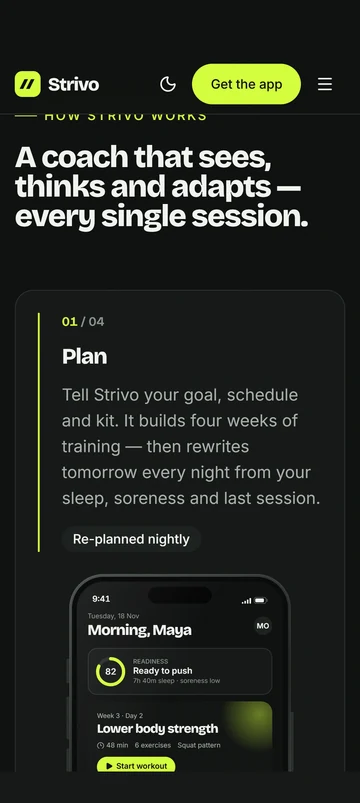 Strivo
Get the app
HOW STRIVO WORKS
A coach that sees,
thinks and adapts —
every single session.
01 / 04
Plan
Tell Strivo your goal, schedule
and kit. It builds four weeks of
training — then rewrites
tomorrow every night from your
sleep, soreness and last session.
Re-planned nightly
9:41
Tuesday, 18 Nov
Morning, Maya
MO
82
READINESS
Ready to push
7h 40m sleep · soreness low
Week 3 · Day 2
Lower body strength
48 min 6 exercises Squat pattern
Start workout